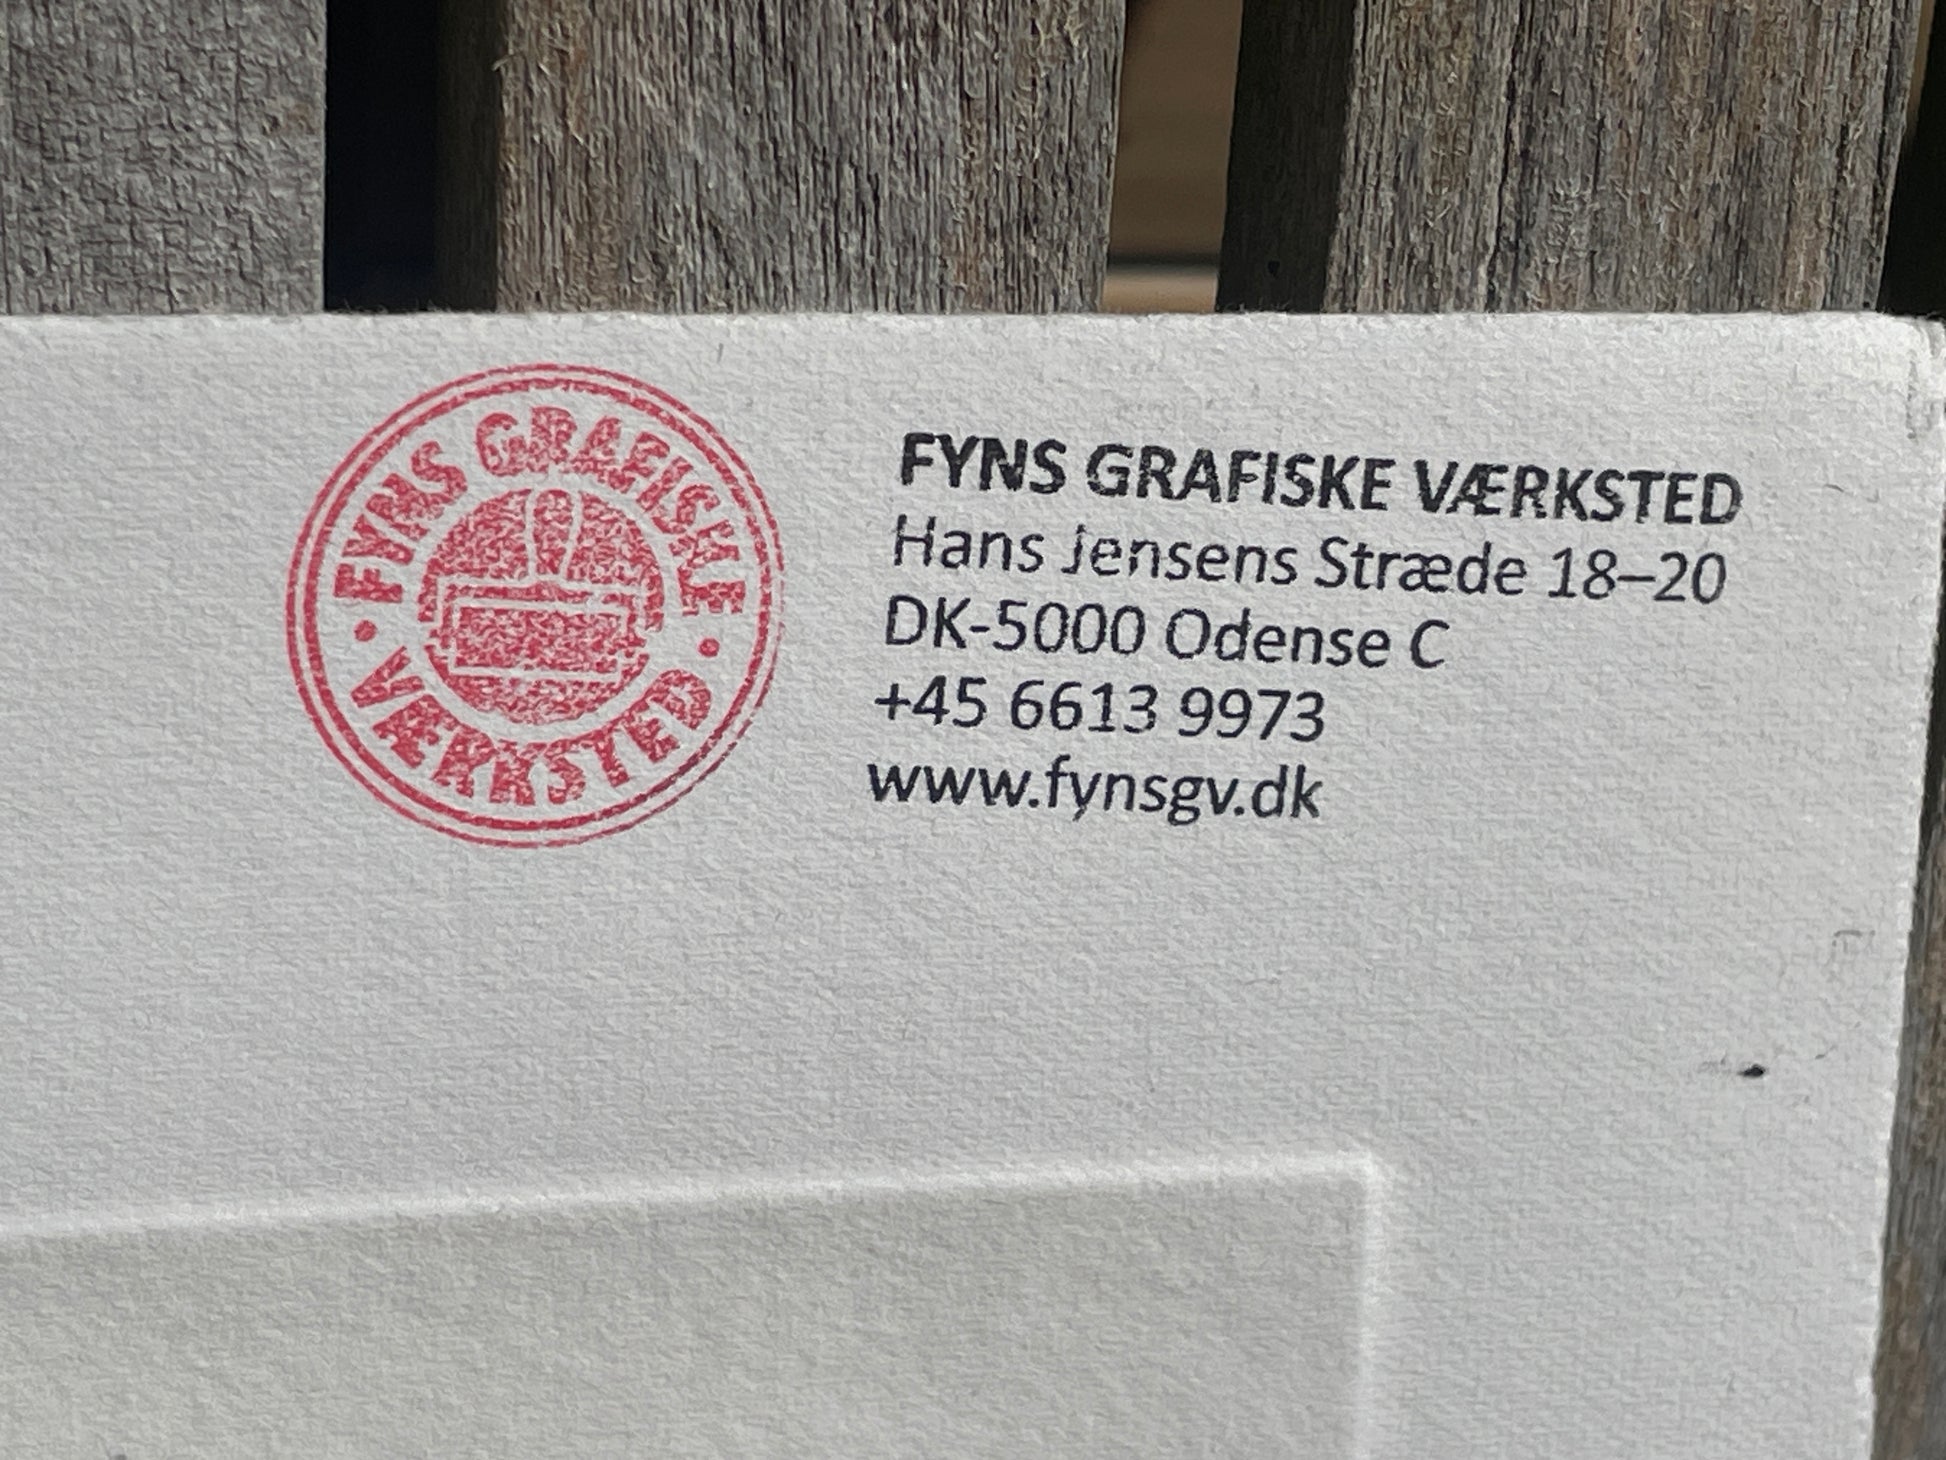 FYNS GRAFISKE
VÆRKSTED
FYNS GRAFISKE VÆRKSTED
Hans Jensens Stræde 18–20
DK-5000 Odense C
+45 6613 9973
www.fynsgv.dk